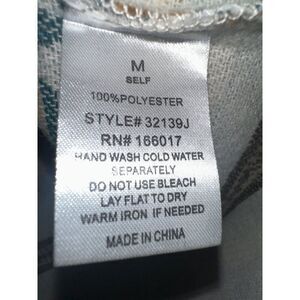 M
SELF
100%POLYESTER
STYLE# 32139J
RN# 166017
HAND WASH COLD WATER
SEPARATELY
DO NOT USE BLEACH
LAY FLAT TO DRY
WARM IRON IF NEEDED
MADE IN CHINA